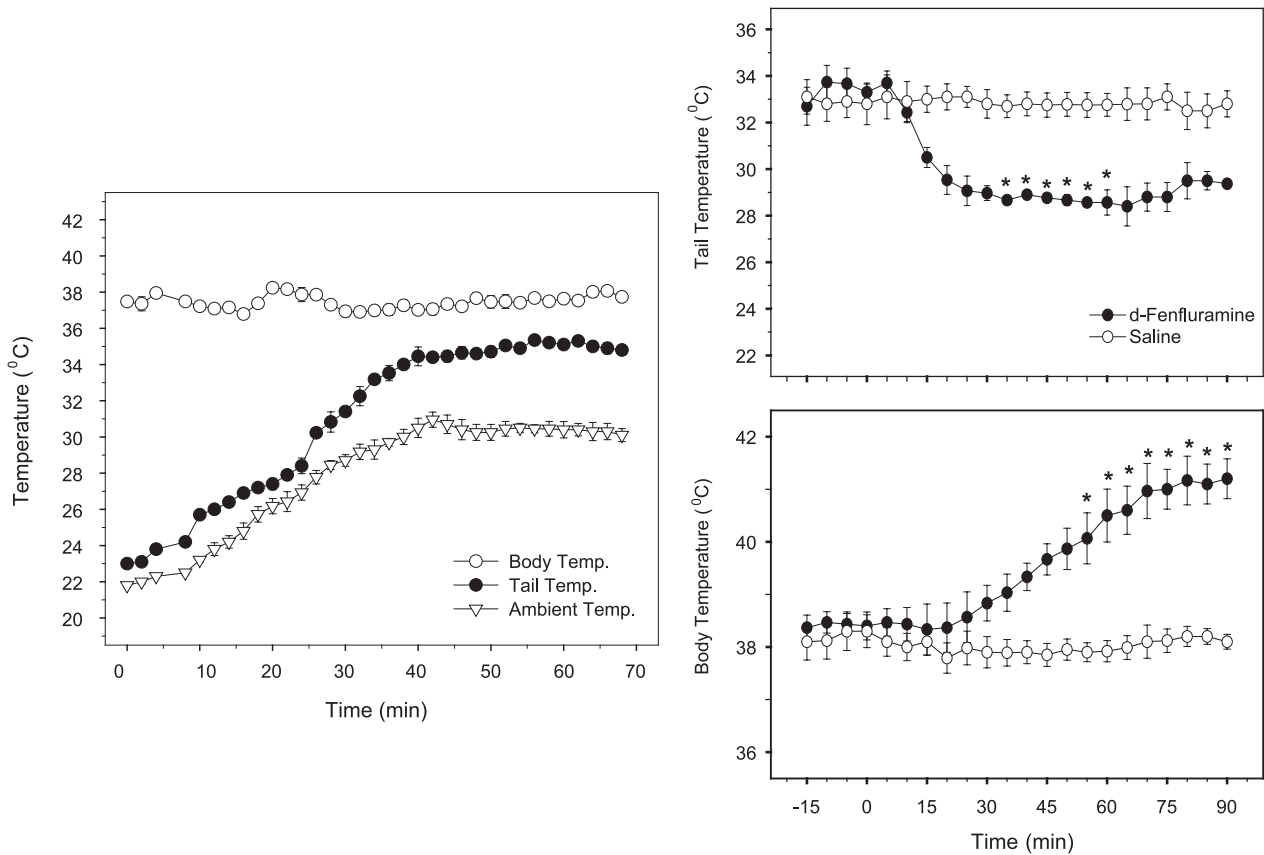 42
40
38
36
34
32
30
28
26
24
22
20
Temperature (⁰C)
Body Temp.
Tail Temp.
Ambient Temp.
0 10 20 30 40 50 60 70
Time (min)
36
34
32
30
28
26
24
22
Tail Temperature (⁰C)
* * * * * *
d-Fenfluramine
Saline
42
40
38
36
Body Temperature (⁰C)
* * * * * * * *
-15 0 15 30 45 60 75 90
Time (min)